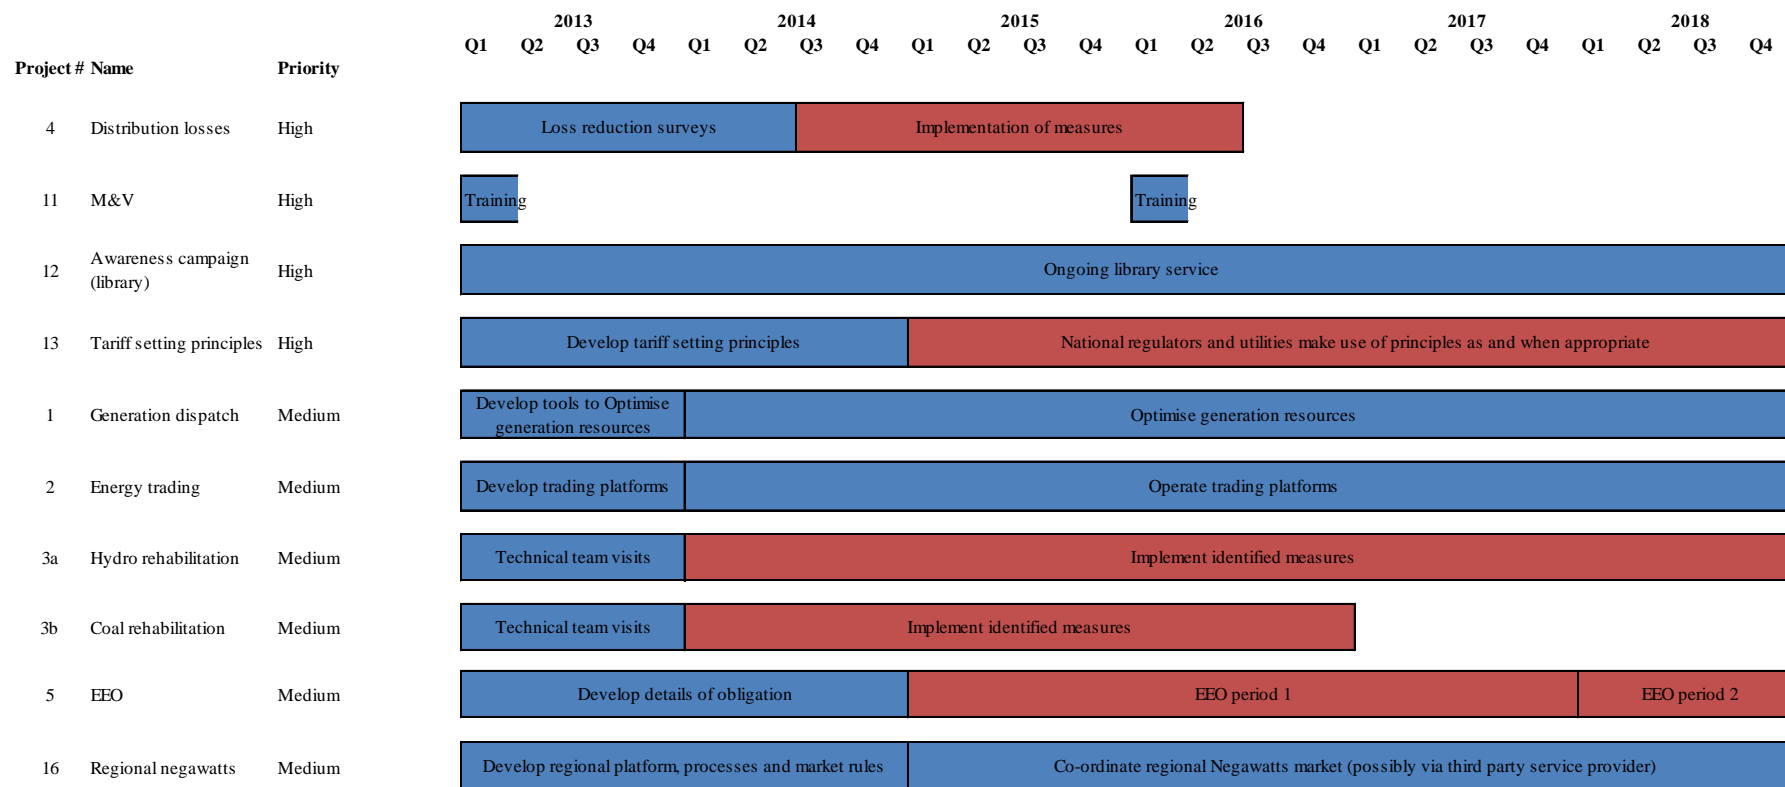 2013 2014 2015 2016 2017 2018
Q1 Q2 Q3 Q4 Q1 Q2 Q3 Q4 Q1 Q2 Q3 Q4 Q1 Q2 Q3 Q4 Q1 Q2 Q3 Q4 Q1 Q2 Q3 Q4
Project # Name Priority
4 Distribution losses High Loss reduction surveys Implementation of measures
11 M&V High Training Training
12 Awareness campaign
(library) High Ongoing library service
13 Tariff setting principles High Develop tariff setting principles National regulators and utilities make use of principles as and when appropriate
1 Generation dispatch Medium Develop tools to Optimise
generation resources Optimise generation resources
2 Energy trading Medium Develop trading platforms Operate trading platforms
3a Hydro rehabilitation Medium Technical team visits Implement identified measures
3b Coal rehabilitation Medium Technical team visits Implement identified measures
5 EEO Medium Develop details of obligation EEO period 1 EEO period 2
16 Regional negawatts Medium Develop regional platform, processes and market rules Co-ordinate regional Negawatts market (possibly via third party service provider)